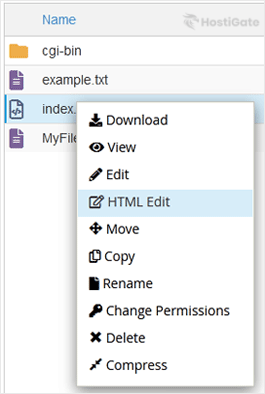 Name
HostiGate
cgi-bin
example.txt
index.
MyFile
Download
View
Edit
HTML Edit
Move
Copy
Rename
Change Permissions
Delete
Compress